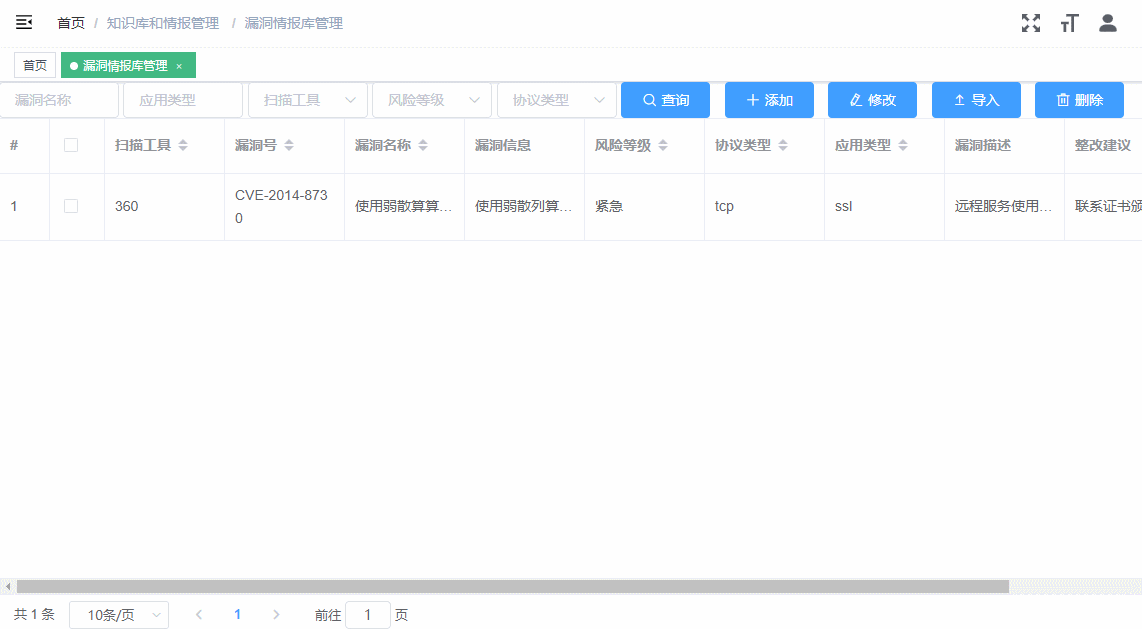 首页 / 知识库和情报管理 / 漏洞情报库管理
首页 漏洞情报库管理 ×
漏洞名称 应用类型 扫描工具 风险等级 协议类型 查询 添加 修改 导入 删除
# 扫描工具 漏洞号 漏洞名称 漏洞信息 风险等级 协议类型 应用类型 漏洞描述 整改建议
1 360 CVE-2014-873 使用弱散算算... 使用弱散列算... 紧急 tcp ssl 远程服务使用... 联系证书颁
0
共 1 条 10条/页 1 前往 1 页